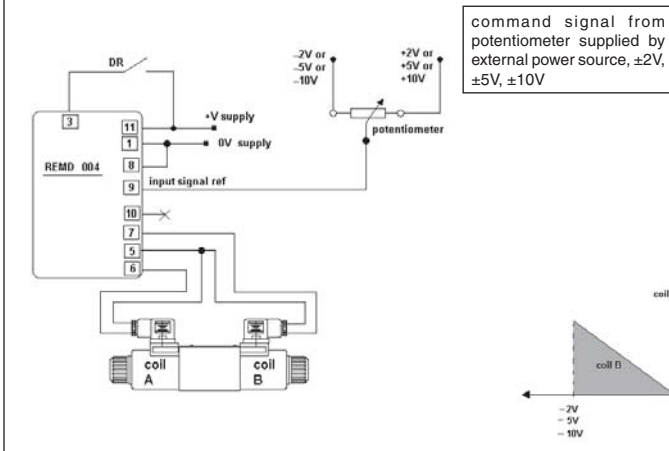 command signal from
potentiometer supplied by
external power source, ±2V,
±5V, ±10V
DR
–2V or
–5V or
–10V
+2V or
+5V or
+10V
potentiometer
3
11
+V supply
1
0V supply
8
REMD 004
9
input signal ref
10
7
5
6
coil
A
coil
B
coil
coil B
–2V
– 5V
– 10V